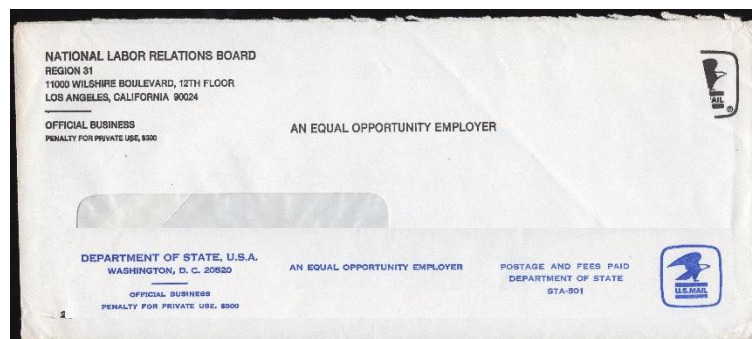 NATIONAL LABOR RELATIONS BOARD
REGION 31
11000 WILSHIRE BOULEVARD, 12TH FLOOR
LOS ANGELES, CALIFORNIA 90024
OFFICIAL BUSINESS
PENALTY FOR PRIVATE USE, $300
AN EQUAL OPPORTUNITY EMPLOYER
AIL
®
DEPARTMENT OF STATE, U.S.A.
WASHINGTON, D. C. 20520
OFFICIAL BUSINESS
PENALTY FOR PRIVATE USE, $300
AN EQUAL OPPORTUNITY EMPLOYER
POSTAGE AND FEES PAID
DEPARTMENT OF STATE
STA-501
U.S.MAIL